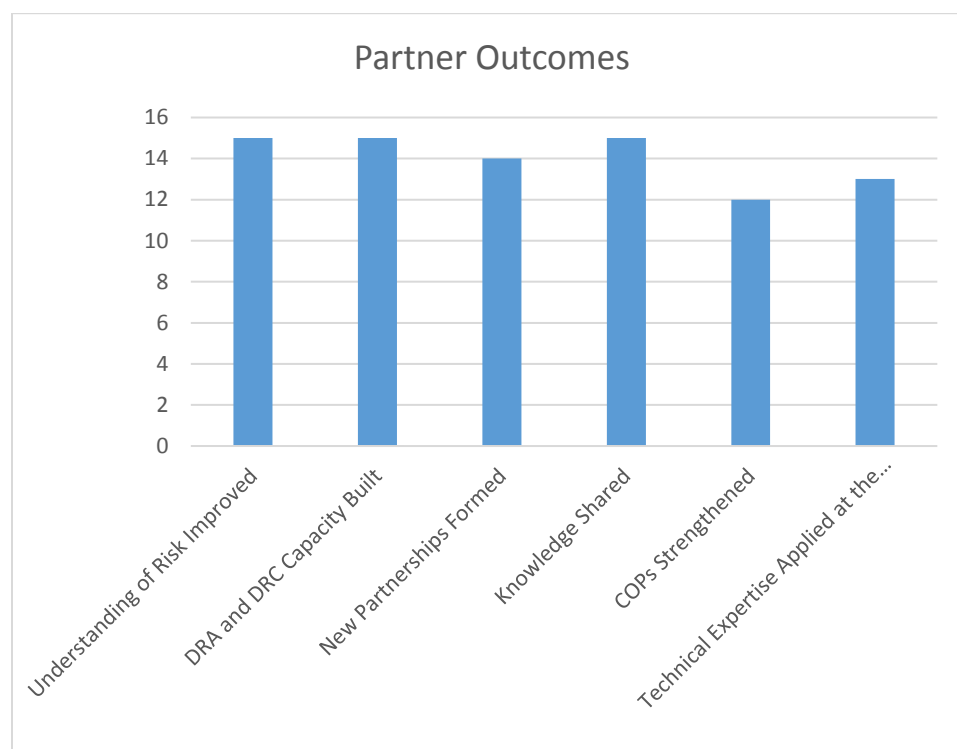 Partner Outcomes
16
14
12
10
8
6
4
2
0
Understanding of Risk Improved
DRA and DRC Capacity Built
New Partnerships Formed
Knowledge Shared
COPs Strengthened
Technical Expertise Applied at the...